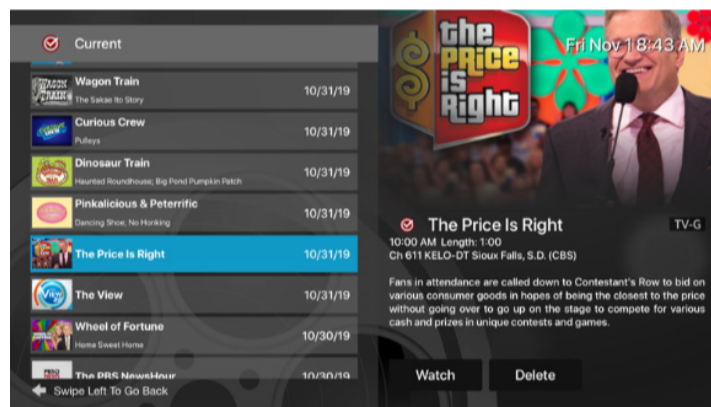 Current
Fri Nov 1 8:43 AM
the PRiCE is Right
Wagon Train
The Sakae Ito Story
10/31/19
Curious Crew
Pulleys
10/31/19
Dinosaur Train
Haunted Roundhouse; Big Pond Pumpkin Patch
10/31/19
Pinkalicious & Peterrific
Dancing Shoe; No Honking
10/31/19
The Price Is Right
10/31/19
The View
10/31/19
Wheel of Fortune
Home Sweet Home
10/30/19
The PBS NewsHour
10/30/19
Swipe Left To Go Back
The Price Is Right
TV-G
10:00 AM Length: 1:00
Ch 611 KELO-DT Sioux Falls, S.D. (CBS)
Fans in attendance are called down to Contestant's Row to bid on
various consumer goods in hopes of being the closest to the price
without going over to go up on the stage to compete for various
cash and prizes in unique contests and games.
Watch
Delete